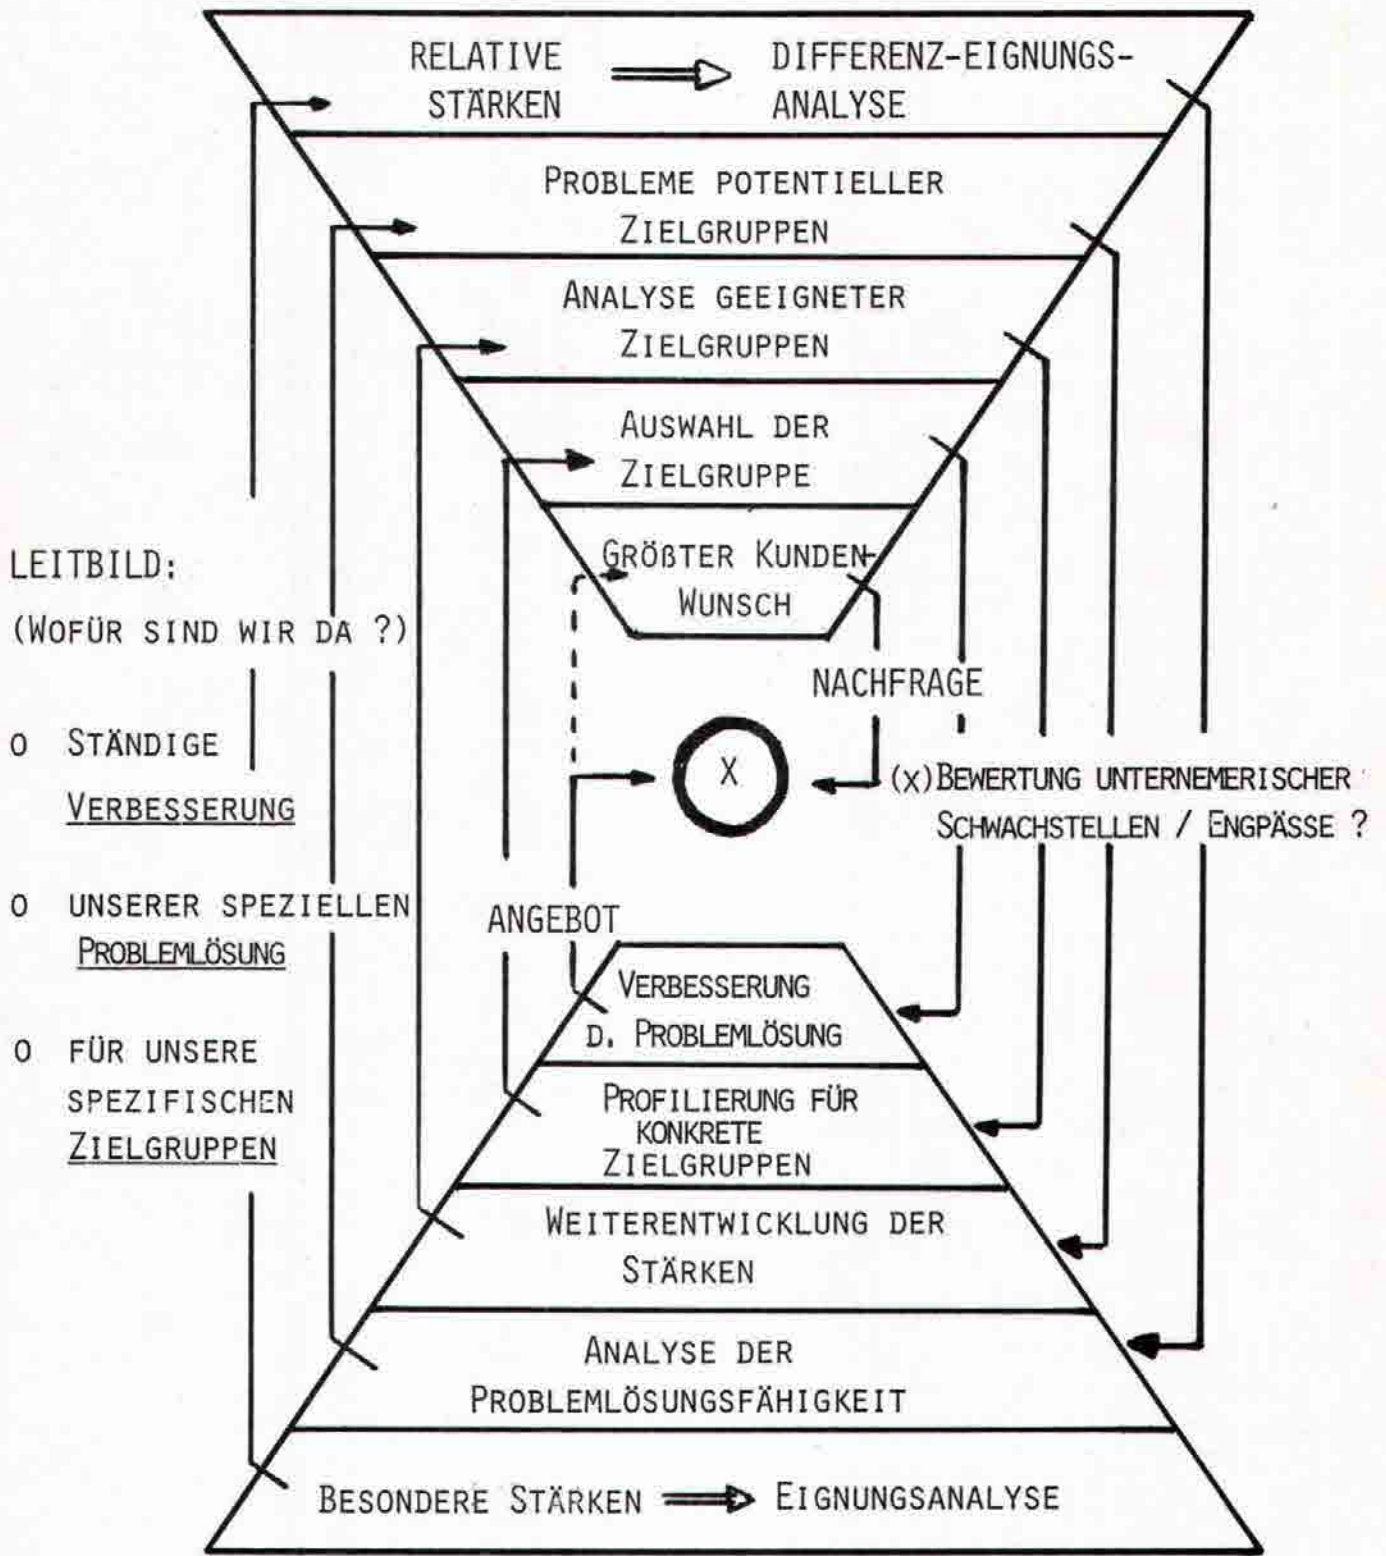 RELATIVE ⟹ DIFFERENZ-EIGNUNGS-
STÄRKEN ANALYSE
PROBLEME POTENTIELLER
ZIELGRUPPEN
ANALYSE GEEIGNETER
ZIELGRUPPEN
AUSWAHL DER
ZIELGRUPPE
GRÖßTER KUNDEN-
WUNSCH
LEITBILD:
(WOFÜR SIND WIR DA ?)
O STÄNDIGE
VERBESSERUNG
O UNSERER SPEZIELLEN
PROBLEMLÖSUNG
O FÜR UNSERE
SPEZIFISCHEN
ZIELGRUPPEN
NACHFRAGE
X
(X) BEWERTUNG UNTERNEMERISCHER
SCHWACHSTELLEN / ENGPÄSSE ?
ANGEBOT
VERBESSERUNG
D. PROBLEMLÖSUNG
PROFILIERUNG FÜR
KONKRETE
ZIELGRUPPEN
WEITERENTWICKLUNG DER
STÄRKEN
ANALYSE DER
PROBLEMLÖSUNGSFÄHIGKEIT
BESONDERE STÄRKEN ⟹ EIGNUNGSANALYSE